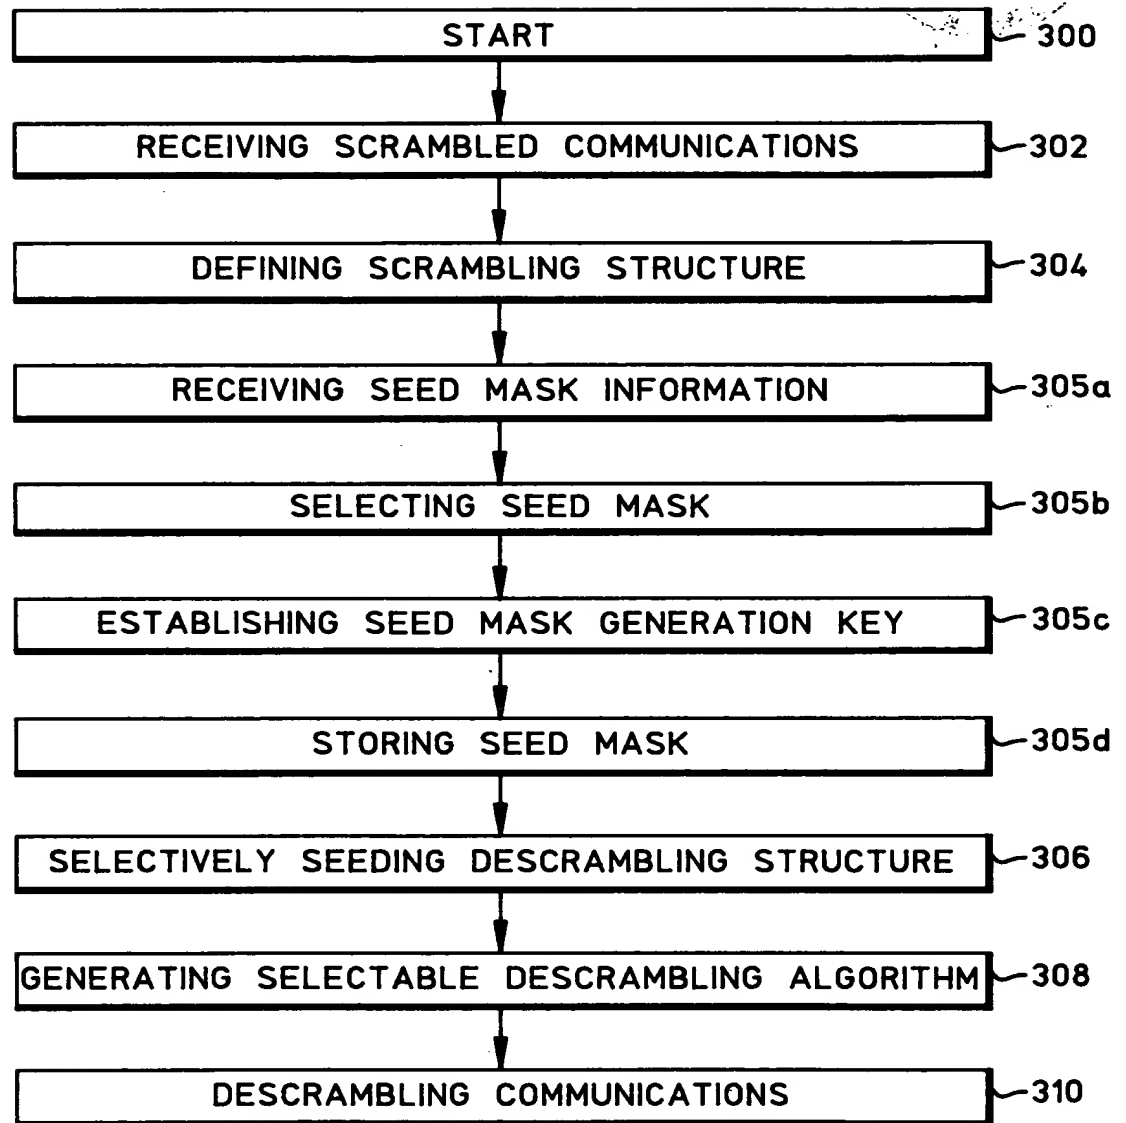 START 300
RECEIVING SCRAMBLED COMMUNICATIONS 302
DEFINING SCRAMBLING STRUCTURE 304
RECEIVING SEED MASK INFORMATION 305a
SELECTING SEED MASK 305b
ESTABLISHING SEED MASK GENERATION KEY 305c
STORING SEED MASK 305d
SELECTIVELY SEEDING DESCRAMBLING STRUCTURE 306
GENERATING SELECTABLE DESCRAMBLING ALGORITHM 308
DESCRAMBLING COMMUNICATIONS 310